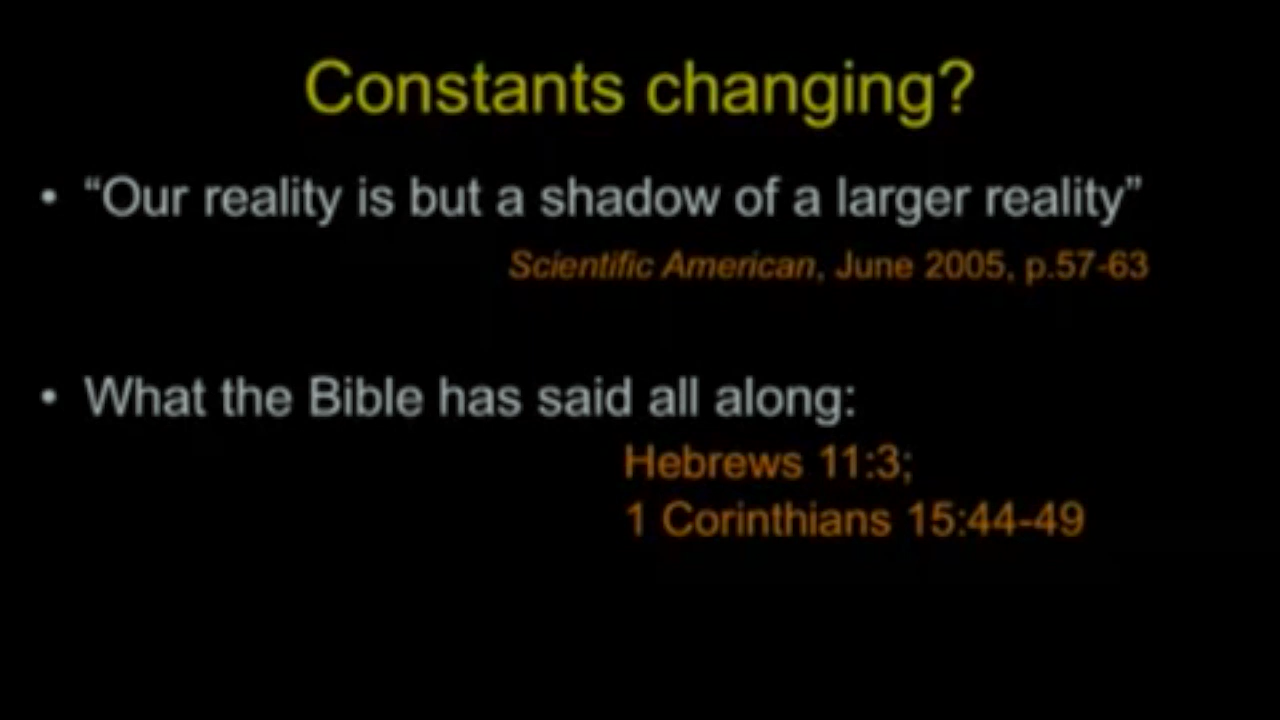 Constants changing?
• “Our reality is but a shadow of a larger reality”
Scientific American, June 2005, p.57-63
• What the Bible has said all along:
Hebrews 11:3;
1 Corinthians 15:44-49